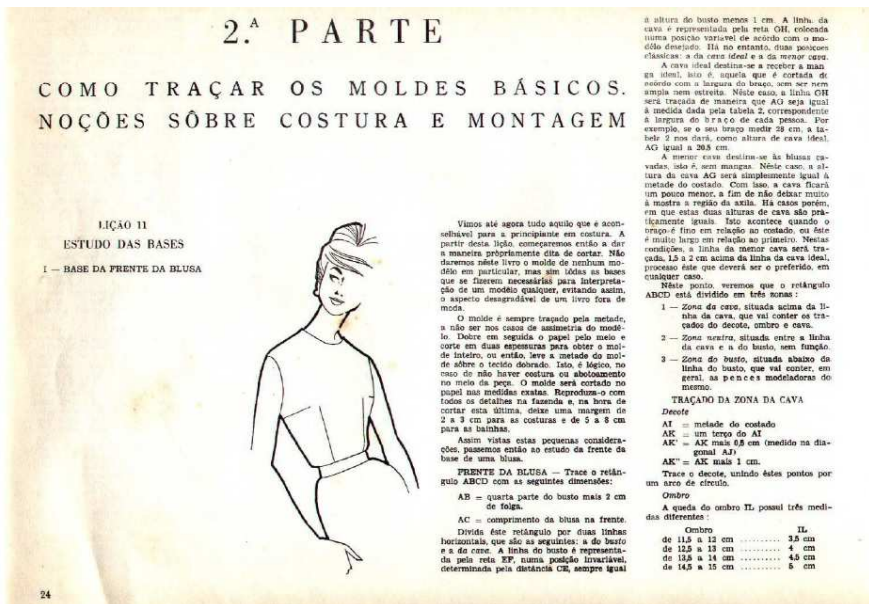 2.ª PARTE
COMO TRAÇAR OS MOLDES BÁSICOS.
NOÇÕES SÔBRE COSTURA E MONTAGEM
LIÇÃO 11
ESTUDO DAS BASES
I — BASE DA FRENTE DA BLUSA
Vimos até agora tudo aquilo que e acon-
selhável para a principiante em costura. A
partir desta lição, começaremos então a dar
a maneira pròpriamente dita de cortar. Não
daremos nêste livro o molde de nenhum mo-
dêlo em particular, mas sim tôdas as bases
que se fizerem necessárias para interpreta-
ção de um modêlo qualquer, evitando assim,
o aspecto desagradável de um livro fora de
moda.
O molde é sempre traçado pela metade,
a não ser nos casos de assimetria do modê-
lo. Dobre em seguida o papel pelo meio e
corte em duas espessuras para obter o mol-
de inteiro, ou então, leve a metade do mol-
de sôbre o tecido dobrado. Isto, é lógico, no
caso de não haver costura ou abotoamento
no meio da peça. O molde será cortado no
papel nas medidas exatas. Reproduza-o com
todos os detalhes na fazenda e, na hora de
cortar esta última, deixe uma margem de
2 a 3 cm para as costuras e de 5 a 8 cm
para as bainhas.
Assim vistas estas pequenas considera-
ções, passemos então ao estudo da frente da
base de uma blusa.
FRENTE DA BLUSA — Trace o retân-
gulo ABCD com as seguintes dimensões:
AB = quarta parte do busto mais 2 cm
de folga.
AC = comprimento da blusa na frente.
Divida êste retângulo por duas linhas
horizontais, que são as seguintes: a do busto
e a da cava. A linha do busto é representa-
da pela reta EF, numa posição invariável,
determinada pela distância CE, sempre igual
à altura do busto menos 1 cm. A linha da
cava é representada pela reta GH, colocada
numa posição variavel de acôrdo com o mo-
dêlo desejado. Há no entanto, duas posições
clássicas: a da cava ideal e a da menor cava.
A cava ideal destina-se a receber a man
ga ideal, isto é, aquela que é cortada de
acôrdo com a largura do braço, sem ser nem
ampla nem estreita. Nêste caso, a linha GH
será traçada de maneira que AG seja igual
à medida dada pela tabela 2, correspondente
à largura do braço de cada pessoa. Por
exemplo, se o seu braço medir 28 cm, a ta-
bela 2 nos dará, como altura de cava ideal,
AG igual a 20,5 cm.
A menor cava destina-se às blusas ca-
vadas, isto é, sem mangas. Nêste caso, a al-
tura da cava AG será simplesmente igual à
metade do costado. Com isso, a cava ficará
um pouco menor, a fim de não deixar muito
à mostra a região da axila. Há casos porém,
em que estas duas alturas de cava são prà-
ticamente iguais. Isto acontece quando o
braço é fino em relação ao costado, ou êste
é muito largo em relação ao primeiro. Nestas
condições, a linha da menor cava será tra-
çada, 1,5 a 2 cm acima da linha da cava ideal,
processo êste que deverá ser o preferido, em
qualquer caso.
Nêste ponto, veremos que o retângulo
ABCD está dividido em três zonas :
1 — Zona da cava, situada acima da li-
nha da cava, que vai conter os tra-
çados do decote, ombro e cava.
2 — Zona neutra, situada entre a linha
da cava e a do busto, sem função.
3 — Zona do busto, situada abaixo da
linha do busto, que vai conter, em
geral, as pences modeladoras do
mesmo.
TRAÇADO DA ZONA DA CAVA
Decote
AI = metade do costado
AK = um terço do AI
AK' = AK mais 0,5 cm (medido na dia-
gonal AJ)
AK" = AK mais 1 cm.
Trace o decote, unindo êstes pontos por
um arco de círculo.
Ombro
A queda do ombro IL possui três medi-
das diferentes :
Ombro IL
de 11,5 a 12 cm .......... 3,5 cm
de 12,5 a 13 cm .......... 4 cm
de 13,5 a 14 cm .......... 4,5 cm
de 14,5 a 15 cm .......... 5 cm
24